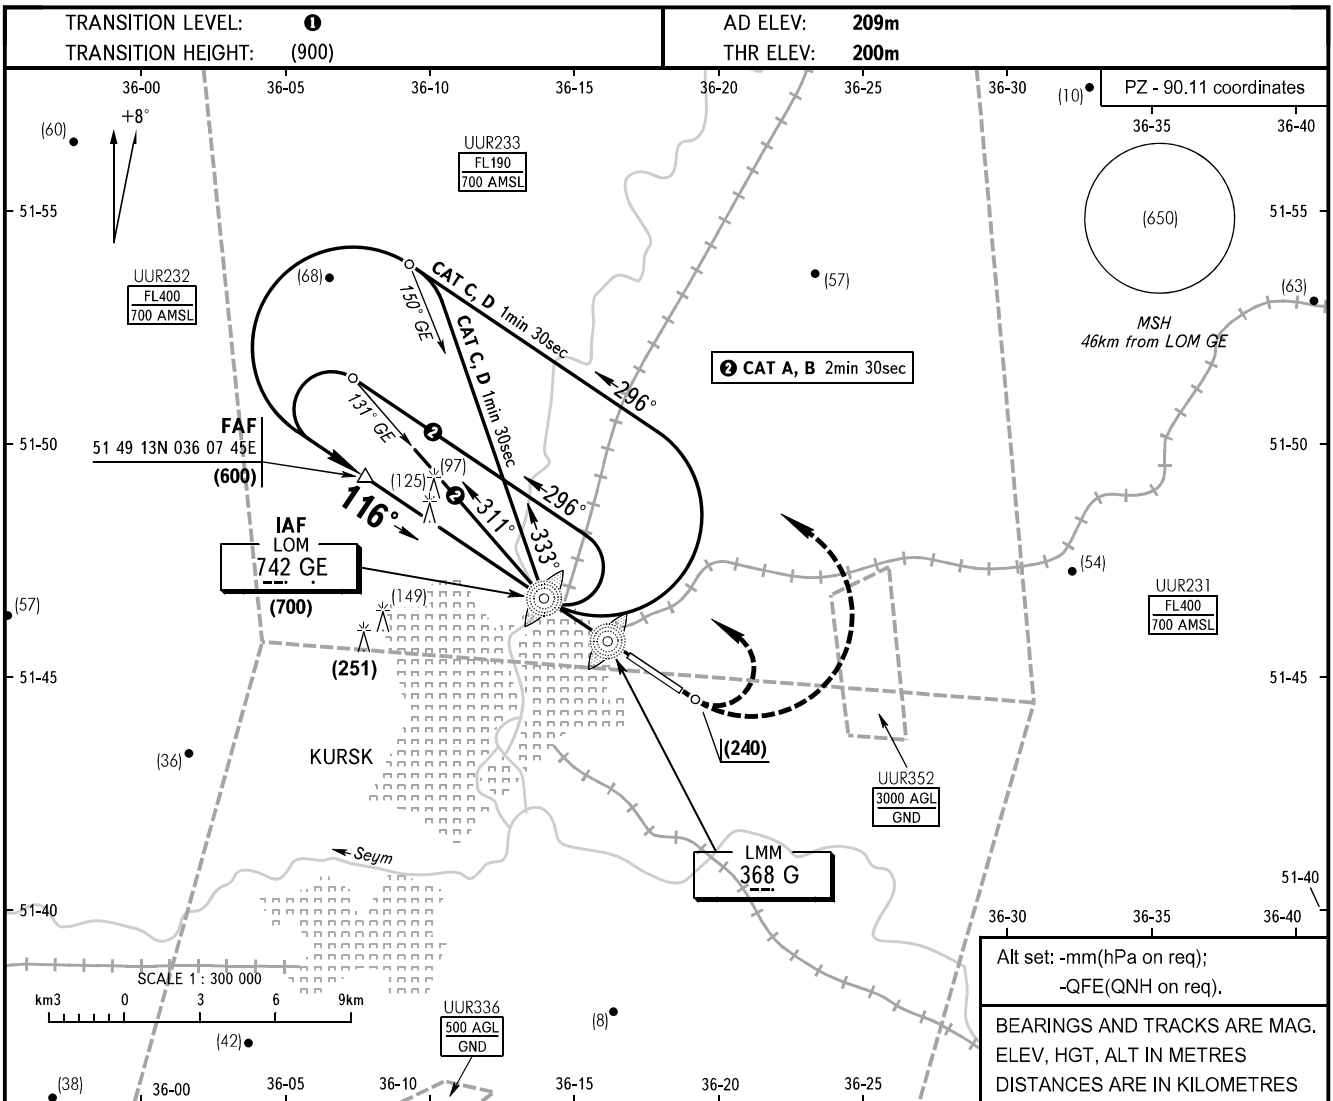 TRANSITION LEVEL: ❶
TRANSITION HEIGHT: (900)
AD ELEV: 209m
THR ELEV: 200m
36-00 36-05 36-10 36-15 36-20 36-25 36-30
(10)
PZ - 90.11 coordinates
36-35 36-40
+8°
(60)
UUR233
FL190
700 AMSL
51-55
51-55
(650)
MSH
46km from LOM GE
UUR232
FL400
700 AMSL
(68)
(57)
(63)
CAT C, D 1min 30sec
150° GE
CAT C, D 1min 30sec
296°
❷ CAT A, B 2min 30sec
131° GE
❷
51-50
51-50
FAF
51 49 13N 036 07 45E
(600)
(97)
(125)
❷
116°
311°
296°
333°
IAF
LOM
742 GE
(700)
(149)
(251)
(57)
(54)
UUR231
FL400
700 AMSL
51-45
51-45
(240)
(36)
KURSK
UUR352
3000 AGL
GND
Seym
LMM
368 G
51-40
51-40
36-30 36-35 36-40
SCALE 1 : 300 000
km3 0 3 6 9km
(42)
(38)
UUR336
500 AGL
GND
(8)
36-00 36-05 36-10 36-15 36-20 36-25
Alt set: -mm(hPa on req);
-QFE(QNH on req).
BEARINGS AND TRACKS ARE MAG.
ELEV, HGT, ALT IN METRES
DISTANCES ARE IN KILOMETRES